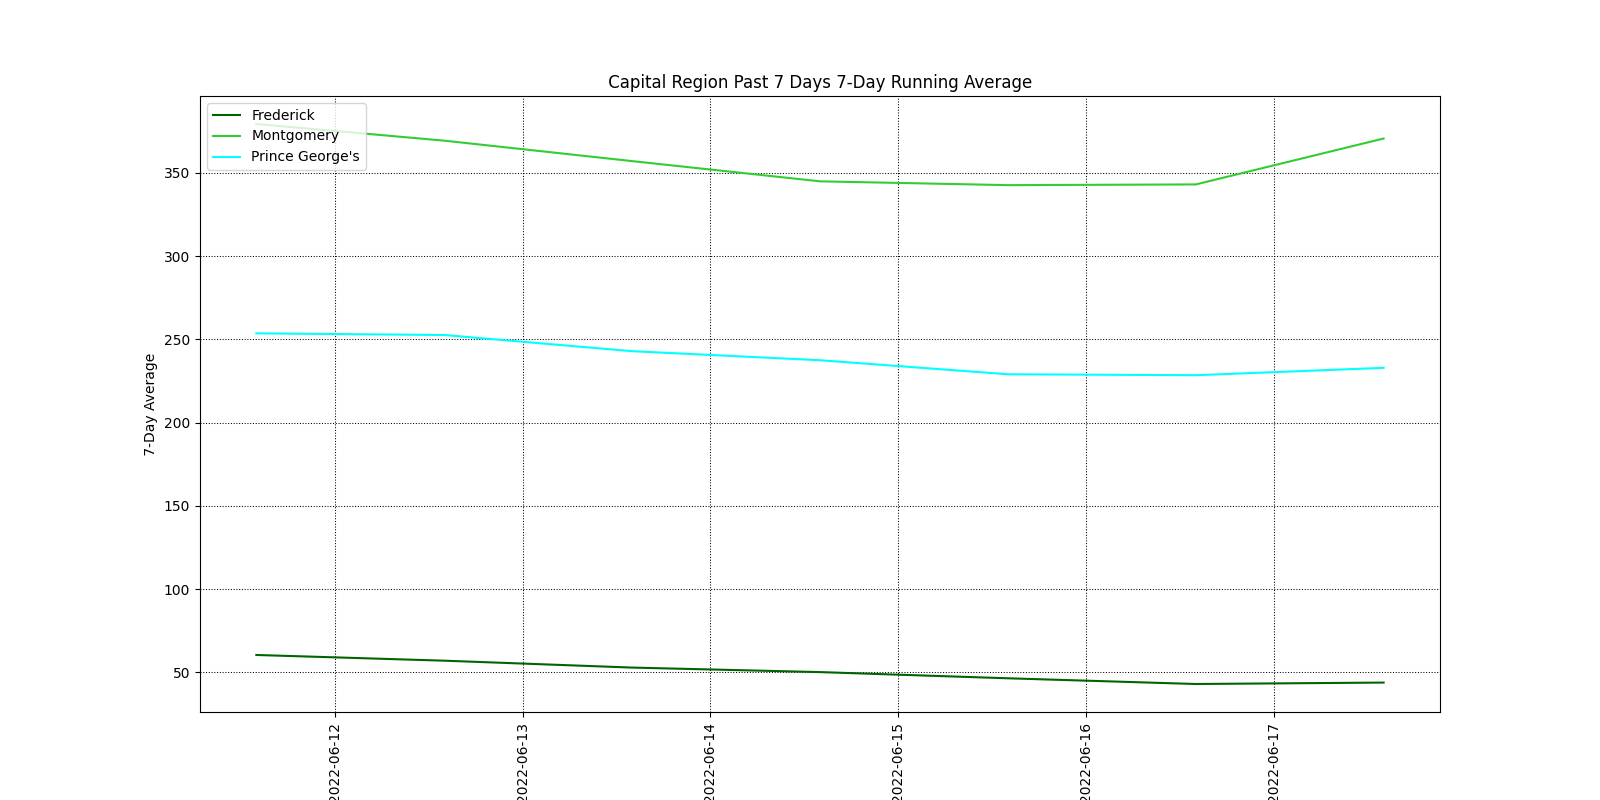 Capital Region Past 7 Days 7-Day Running Average
Frederick
Montgomery
Prince George's
350
300
250
200
150
100
50
7-Day Average
2022-06-12
2022-06-13
2022-06-14
2022-06-15
2022-06-16
2022-06-17